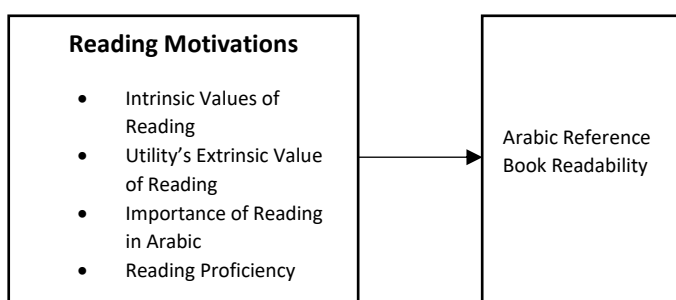 Reading Motivations
• Intrinsic Values of
Reading
• Utility's Extrinsic Value
of Reading
• Importance of Reading
in Arabic
• Reading Proficiency
Arabic Reference
Book Readability